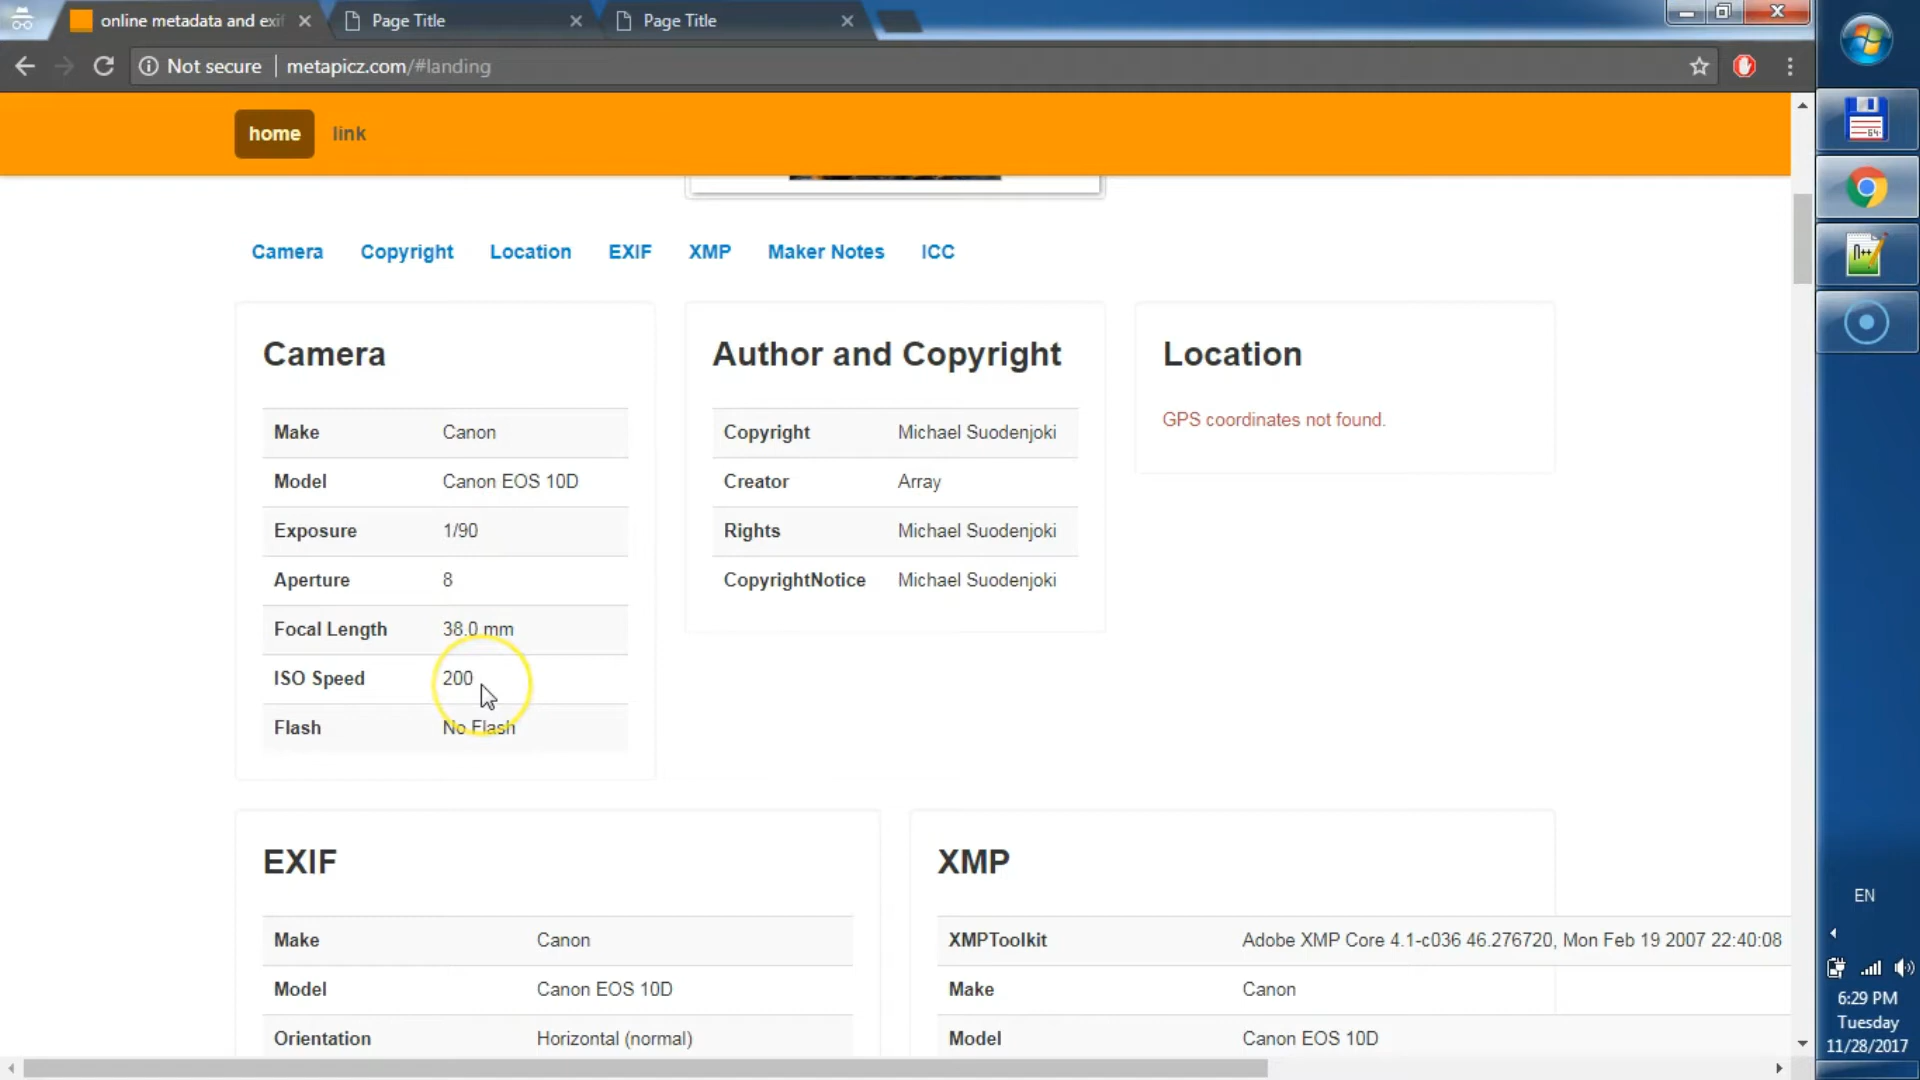 online metadata and exif
Page Title
Page Title
Not secure
metapicz.com/#landing
home
link
Camera
Copyright
Location
EXIF
XMP
Maker Notes
ICC
Camera
Make Canon
Model Canon EOS 10D
Exposure 1/90
Aperture 8
Focal Length 38.0 mm
ISO Speed 200
Flash No Flash
Author and Copyright
Copyright Michael Suodenjoki
Creator Array
Rights Michael Suodenjoki
CopyrightNotice Michael Suodenjoki
Location
GPS coordinates not found.
EXIF
Make Canon
Model Canon EOS 10D
Orientation Horizontal (normal)
XMP
XMPToolkit Adobe XMP Core 4.1-c036 46.276720, Mon Feb 19 2007 22:40:08
Make Canon
Model Canon EOS 10D
64
n++
EN
6:29 PM
Tuesday
11/28/2017